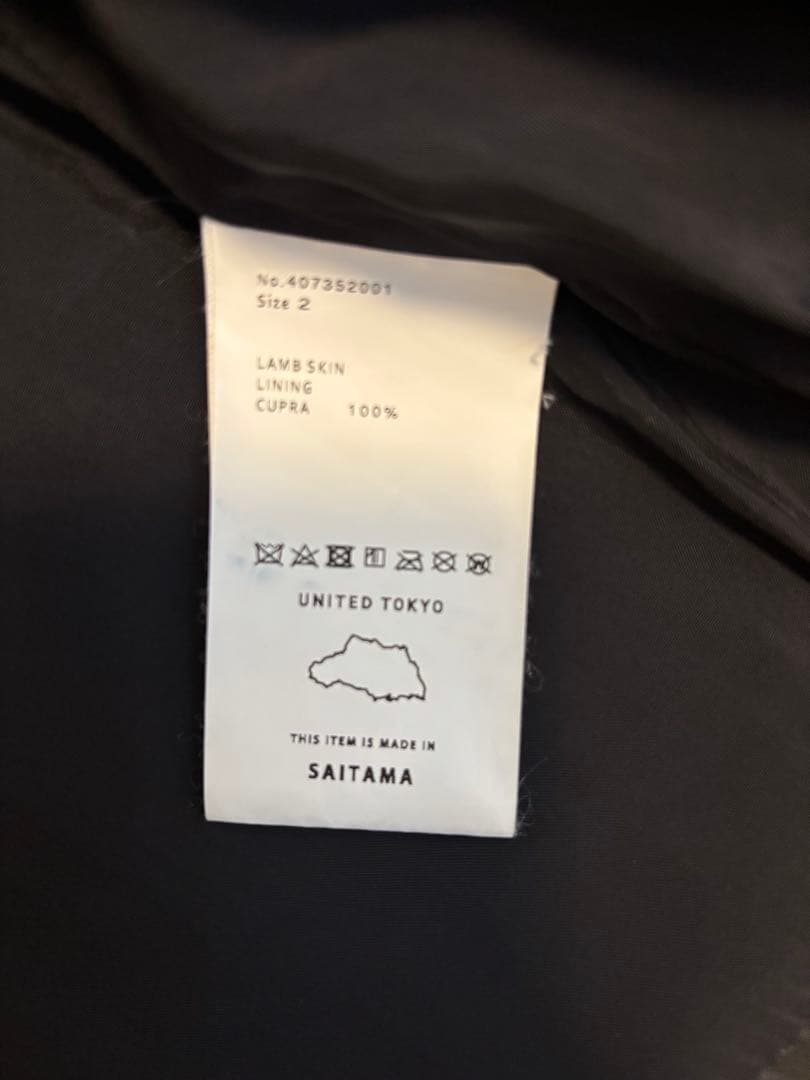 No.407352001
Size 2
LAMB SKIN
LINING
CUPRA 100%
UNITED TOKYO
THIS ITEM IS MADE IN
SAITAMA